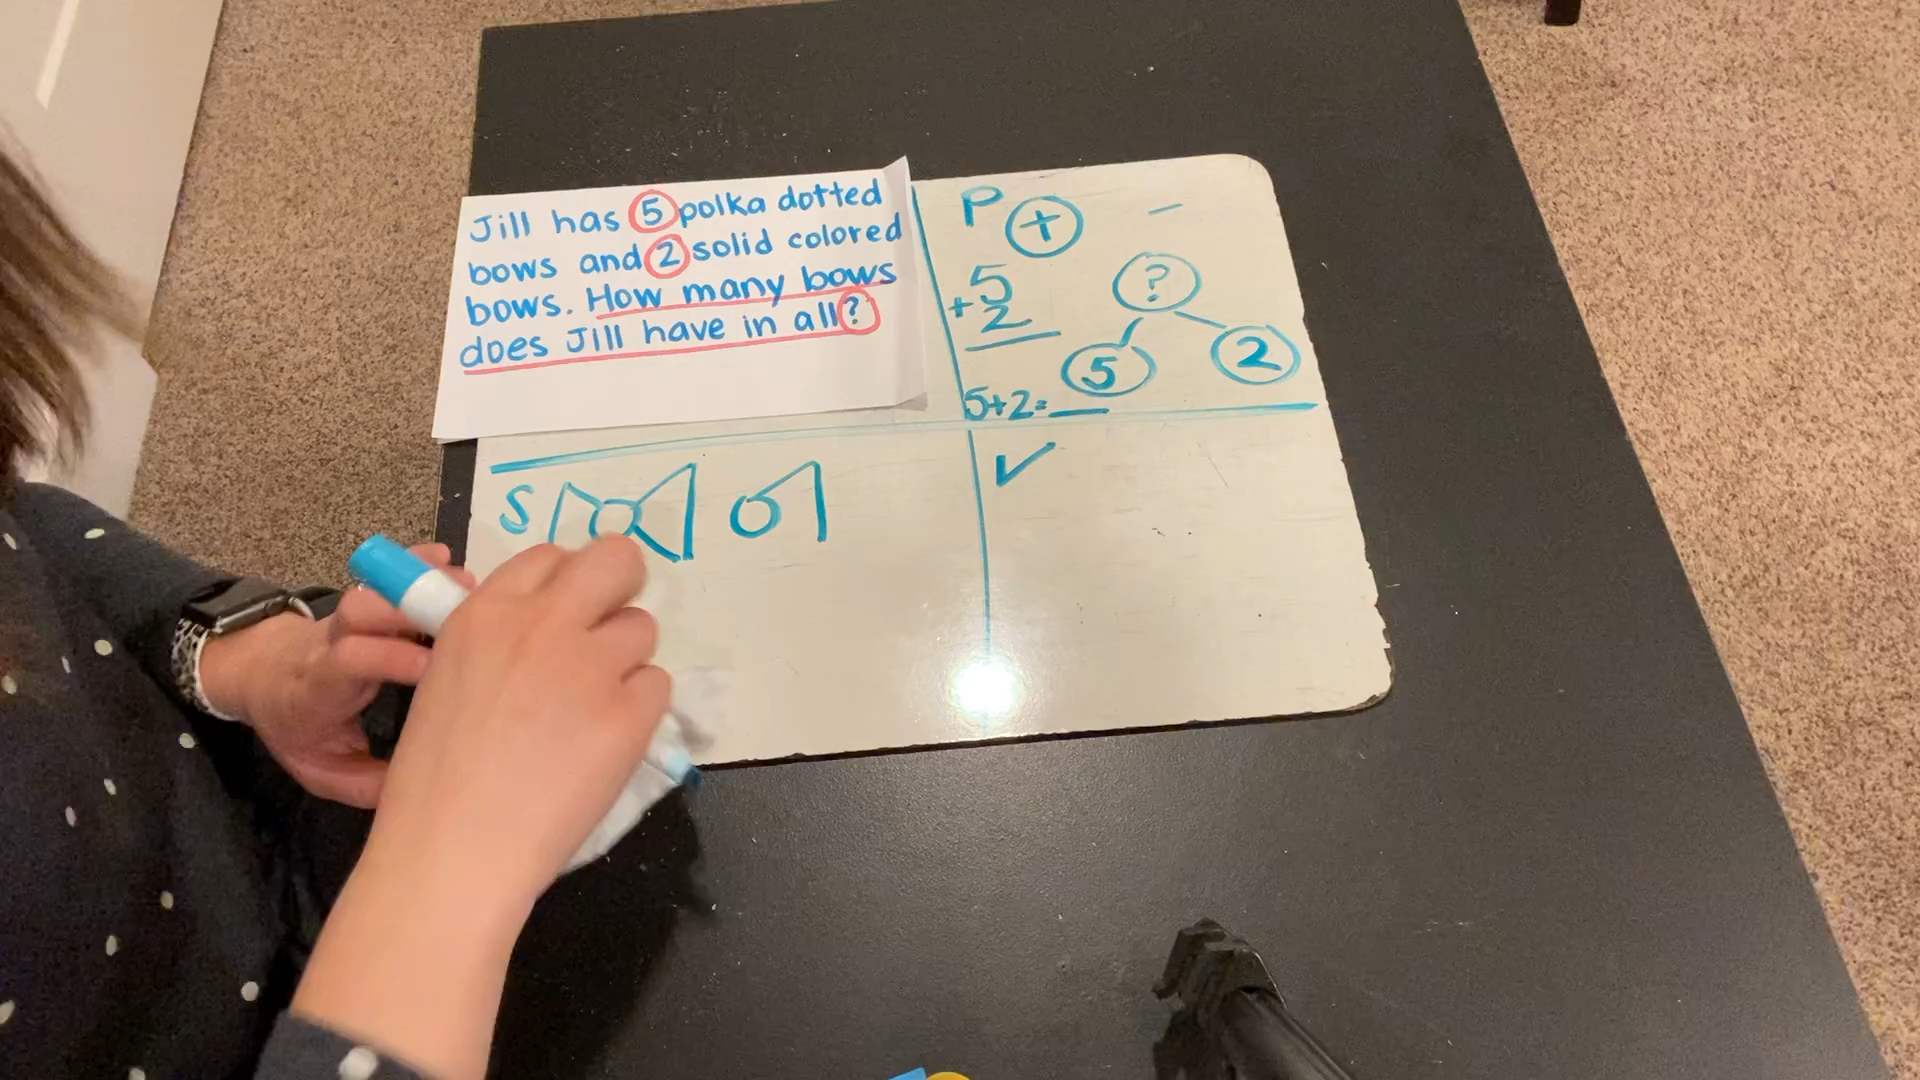 Jill has 5 polka dotted
bows and 2 solid colored
bows. How many bows
does Jill have in all?
P + -
5
+ 2
?
5 2
5+2=__
S
✓